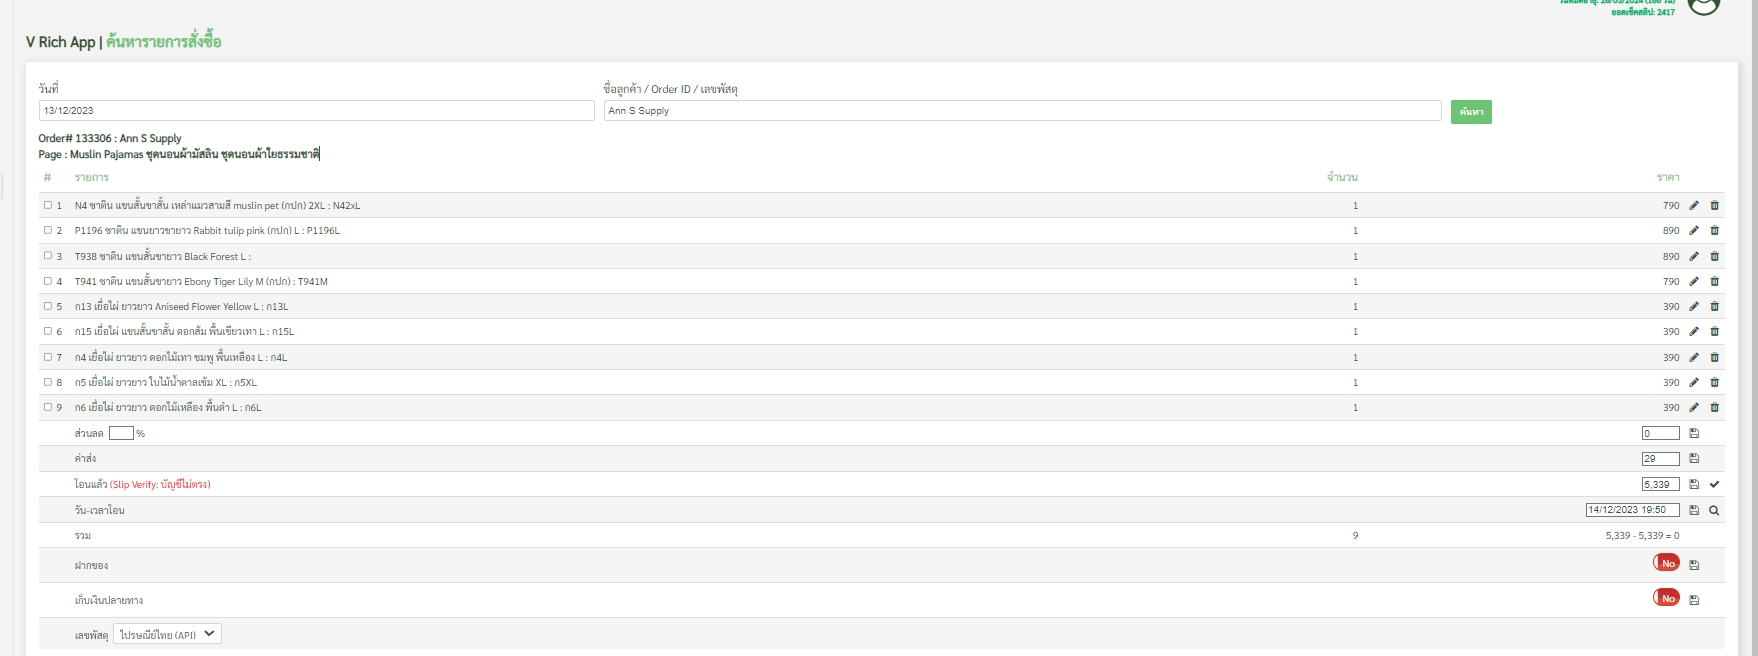 ยอดเช็คสลิป: 2417
V Rich App | ค้นหารายการสั่งซื้อ
วันที่ ชื่อลูกค้า / Order ID / เลขพัสดุ
13/12/2023 Ann S Supply ค้นหา
Order# 133306 : Ann S Supply
Page : Muslin Pajamas ชุดนอนผ้ามัสลิน ชุดนอนผ้าใยธรรมชาติ
# รายการ จำนวน ราคา
1 N4 ซาติน แขนสั้นขาสั้น เหล่าแมวสามสี muslin pet (กปก) 2XL : N42xL 1 790
2 P1196 ซาติน แขนยาวขายาว Rabbit tulip pink (กปก) L : P1196L 1 890
3 T938 ซาติน แขนสั้นขายาว Black Forest L : 1 890
4 T941 ซาติน แขนสั้นขายาว Ebony Tiger Lily M (กปก) : T941M 1 790
5 ก13 เยื่อไผ่ ยาวยาว Aniseed Flower Yellow L : ก13L 1 390
6 ก15 เยื่อไผ่ แขนสั้นขาสั้น ดอกส้ม พื้นเขียวเทา L : ก15L 1 390
7 ก4 เยื่อไผ่ ยาวยาว ดอกไม้เทา ชมพู พื้นเหลือง L : ก4L 1 390
8 ก5 เยื่อไผ่ ยาวยาว ใบไม้น้ำตาลเข้ม XL : ก5XL 1 390
9 ก6 เยื่อไผ่ ยาวยาว ดอกไม้เหลือง พื้นดำ L : ก6L 1 390
ส่วนลด % 0
ค่าส่ง 29
โอนแล้ว (Slip Verify: บัญชีไม่ตรง) 5,339
วัน-เวลาโอน 14/12/2023 19:50
รวม 9 5,339 - 5,339 = 0
ฝากของ No
เก็บเงินปลายทาง No
เลขพัสดุ ไปรษณีย์ไทย (API)